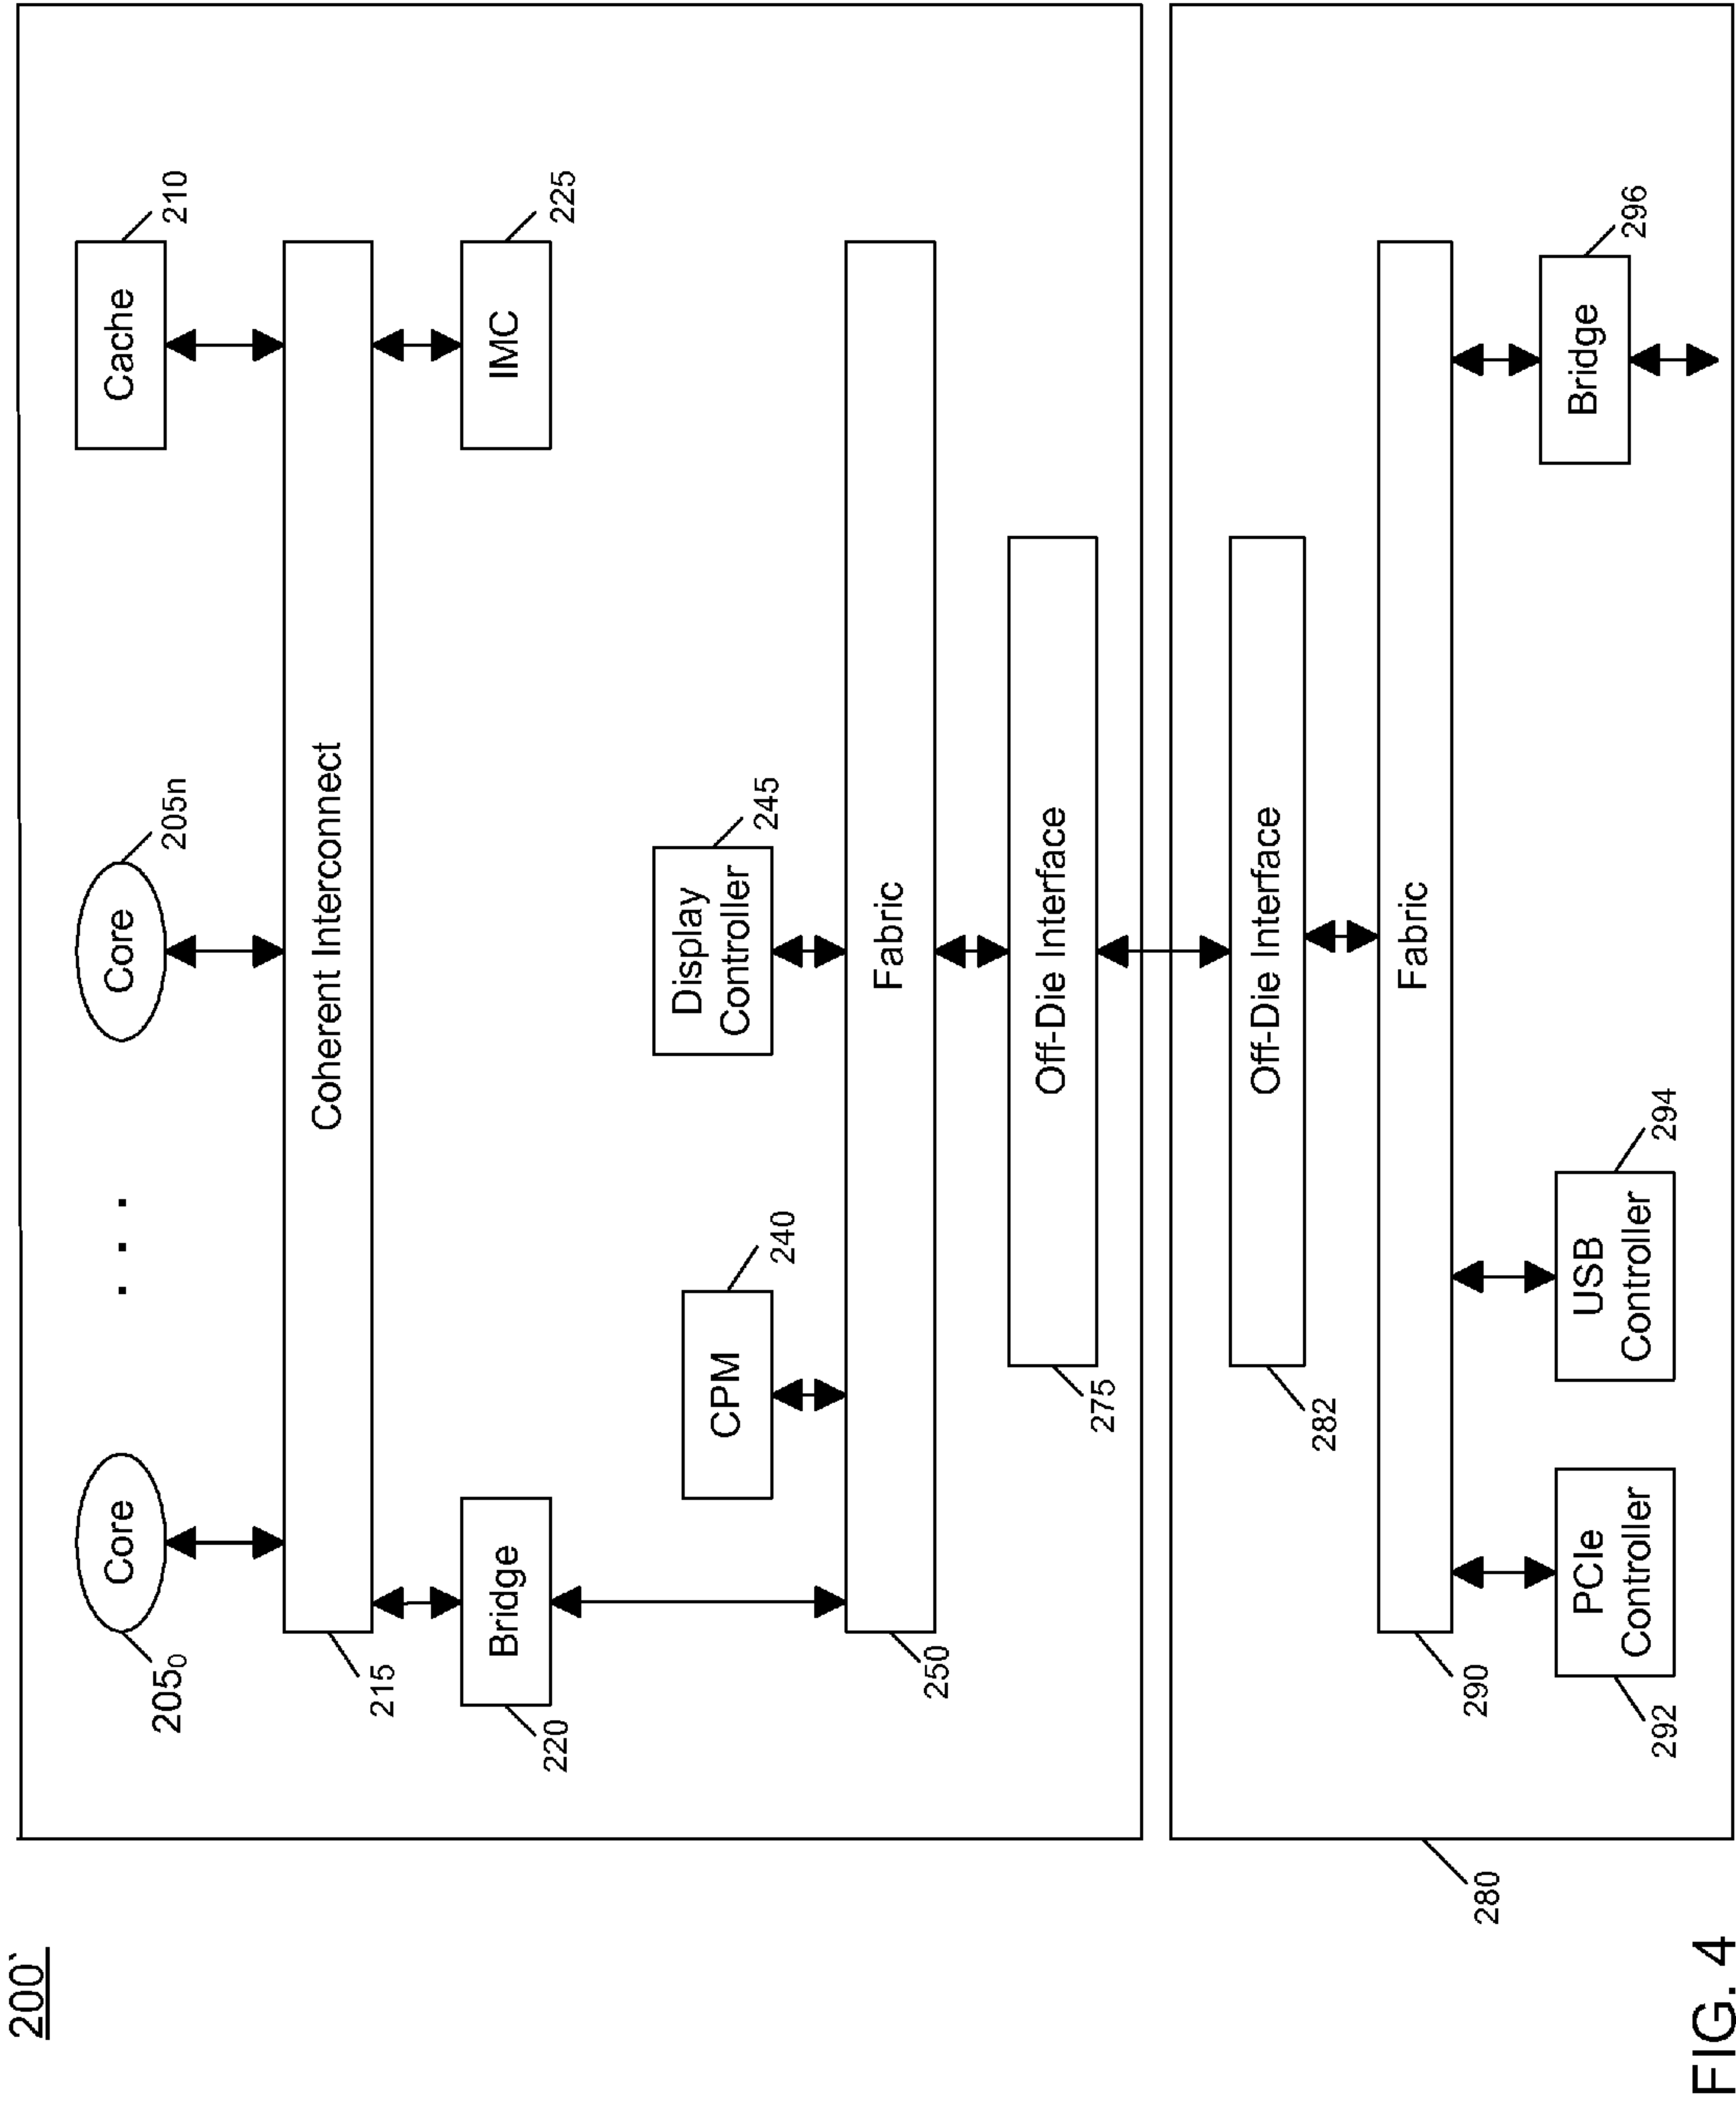 200`
Core
Core
Cache
205₀
. . .
205n
210
Coherent Interconnect
215
Bridge
IMC
220
225
CPM
Display
Controller
240
245
Fabric
250
Off-Die Interface
275
Off-Die Interface
282
Fabric
290
PCIe
Controller
USB
Controller
Bridge
292
294
296
280
FIG. 4